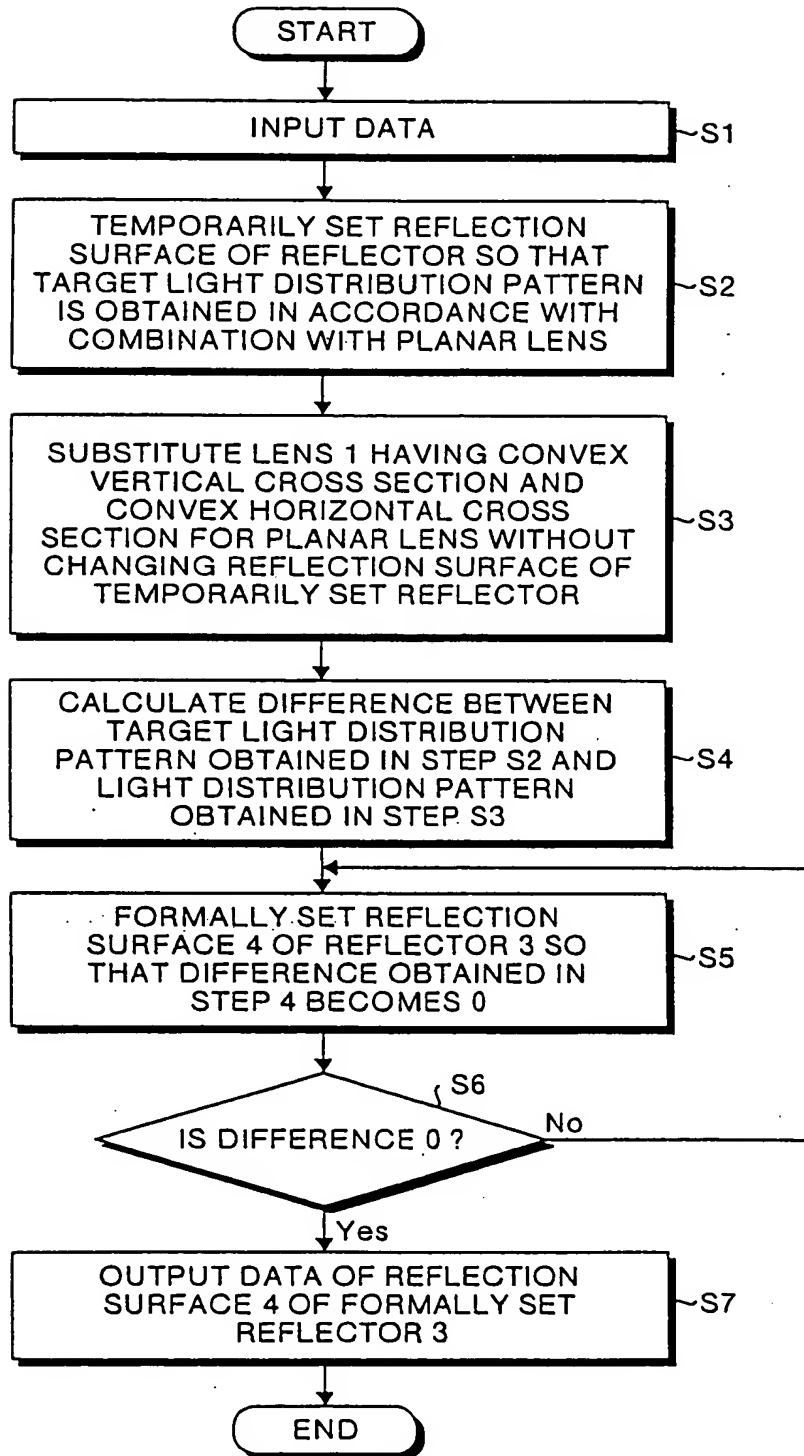 START
INPUT DATA
S1
TEMPORARILY SET REFLECTION
SURFACE OF REFLECTOR SO THAT
TARGET LIGHT DISTRIBUTION PATTERN
IS OBTAINED IN ACCORDANCE WITH
COMBINATION WITH PLANAR LENS
S2
SUBSTITUTE LENS 1 HAVING CONVEX
VERTICAL CROSS SECTION AND
CONVEX HORIZONTAL CROSS
SECTION FOR PLANAR LENS WITHOUT
CHANGING REFLECTION SURFACE OF
TEMPORARILY SET REFLECTOR
S3
CALCULATE DIFFERENCE BETWEEN
TARGET LIGHT DISTRIBUTION
PATTERN OBTAINED IN STEP S2 AND
LIGHT DISTRIBUTION PATTERN
OBTAINED IN STEP S3
S4
FORMALLY SET REFLECTION
SURFACE 4 OF REFLECTOR 3 SO
THAT DIFFERENCE OBTAINED IN
STEP 4 BECOMES 0
S5
S6
IS DIFFERENCE 0 ?
No
Yes
OUTPUT DATA OF REFLECTION
SURFACE 4 OF FORMALLY SET
REFLECTOR 3
S7
END